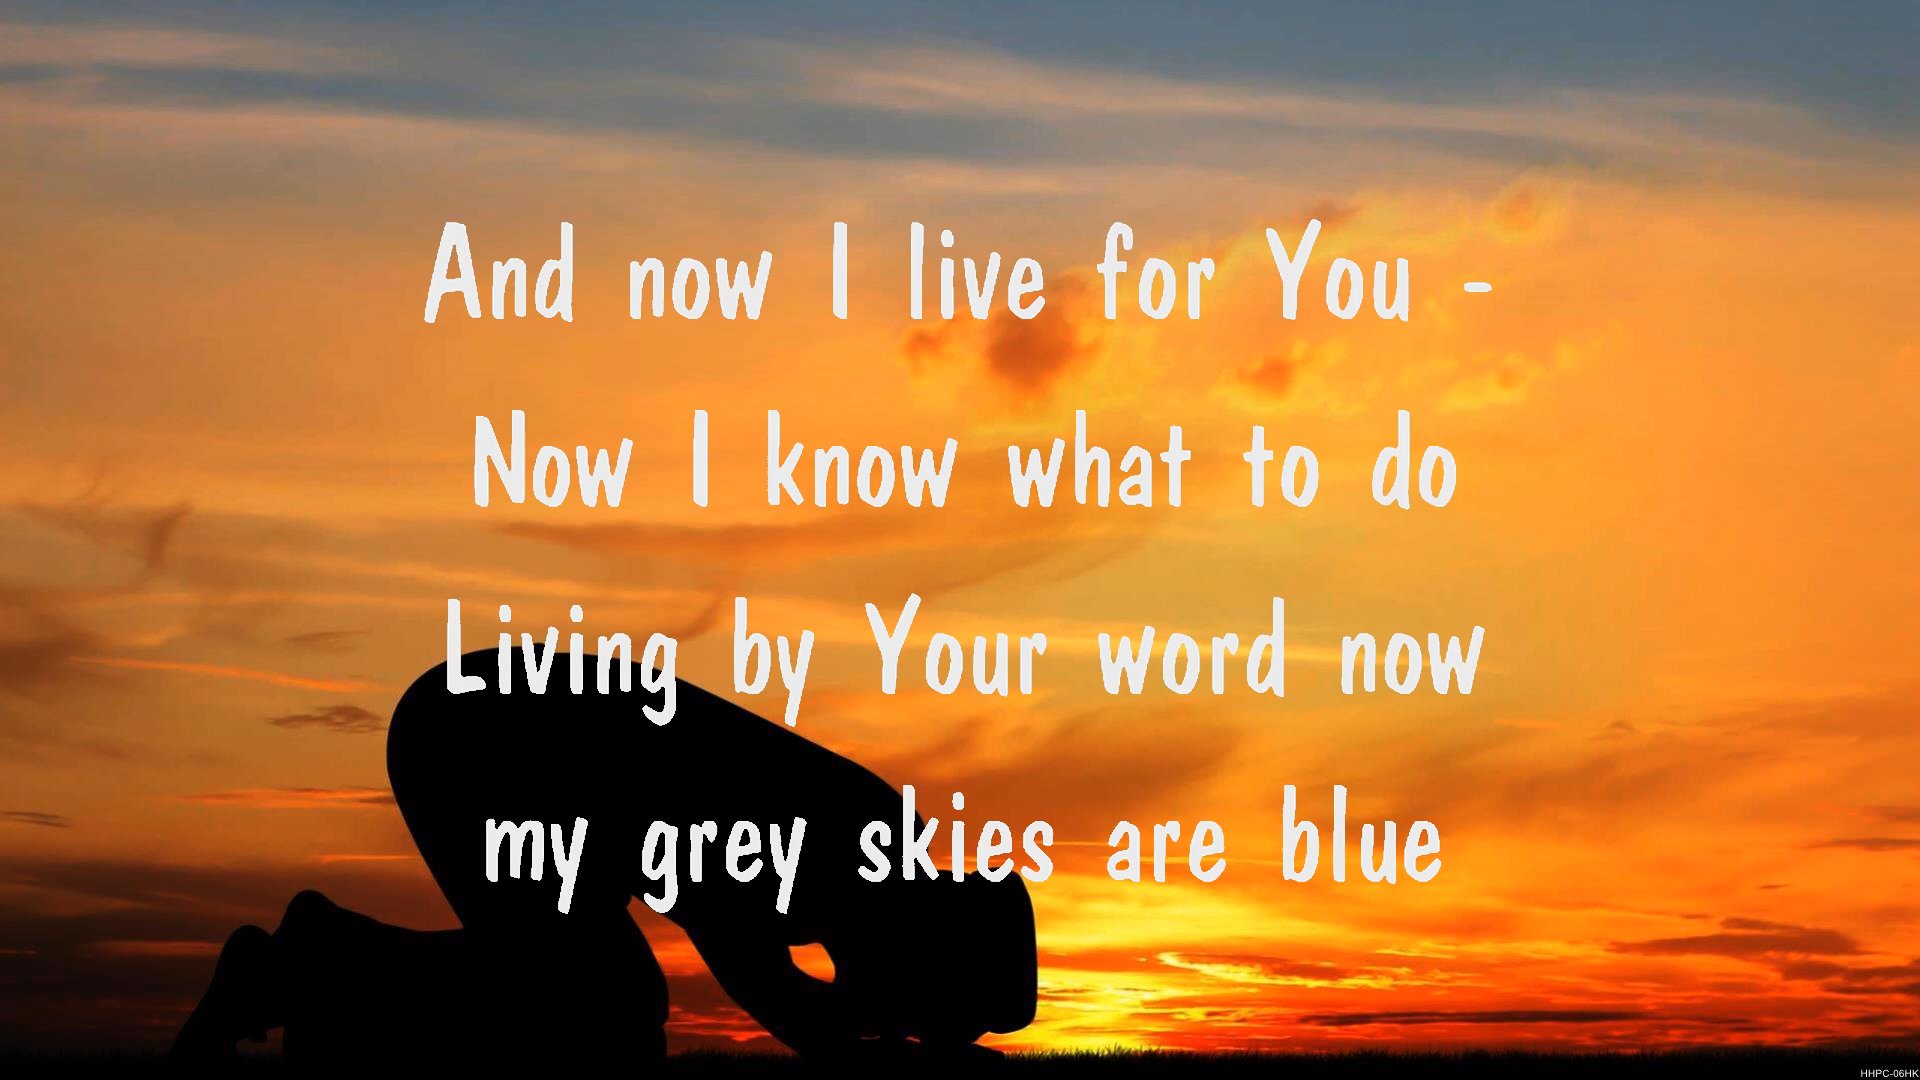 And now I live for You -
Now I know what to do
Living by Your word now
my grey skies are blue
HHPC-06HK